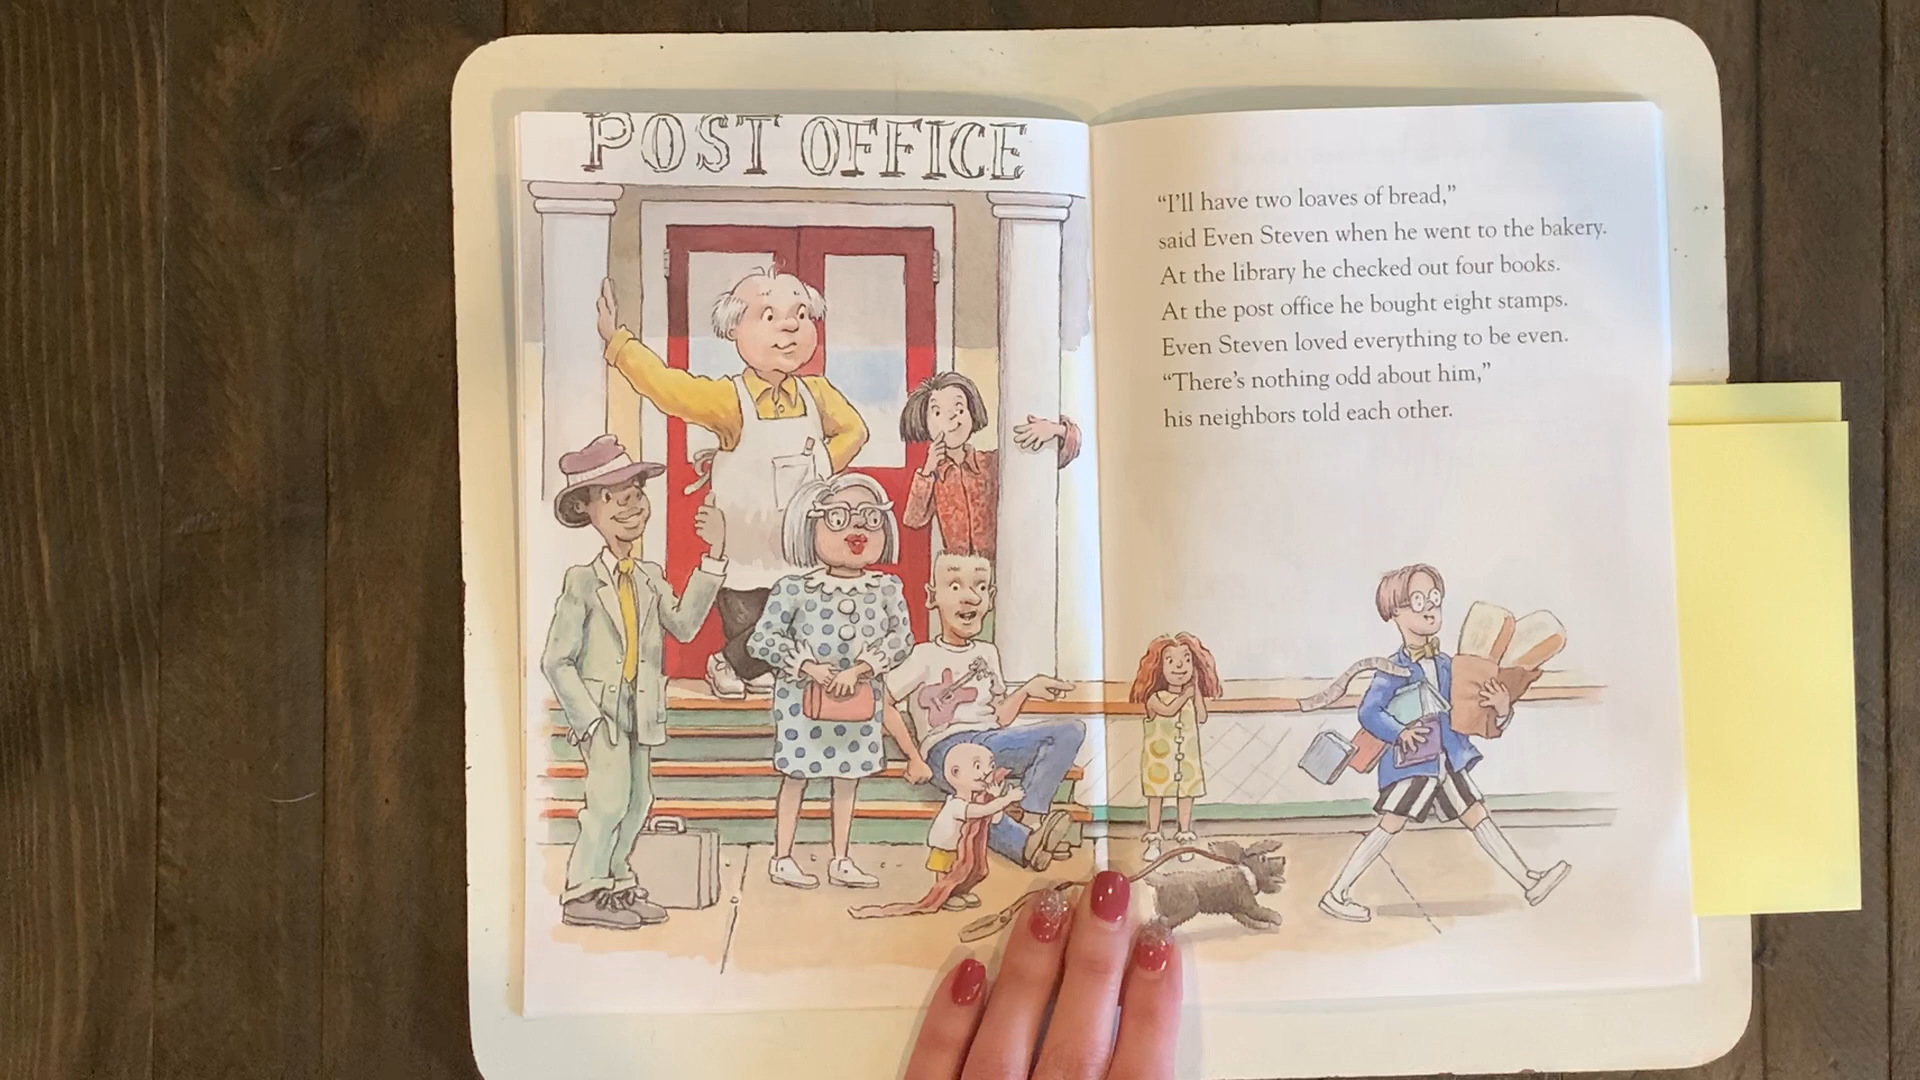 POST OFFICE
“I’ll have two loaves of bread,”
said Even Steven when he went to the bakery.
At the library he checked out four books.
At the post office he bought eight stamps.
Even Steven loved everything to be even.
“There’s nothing odd about him,”
his neighbors told each other.